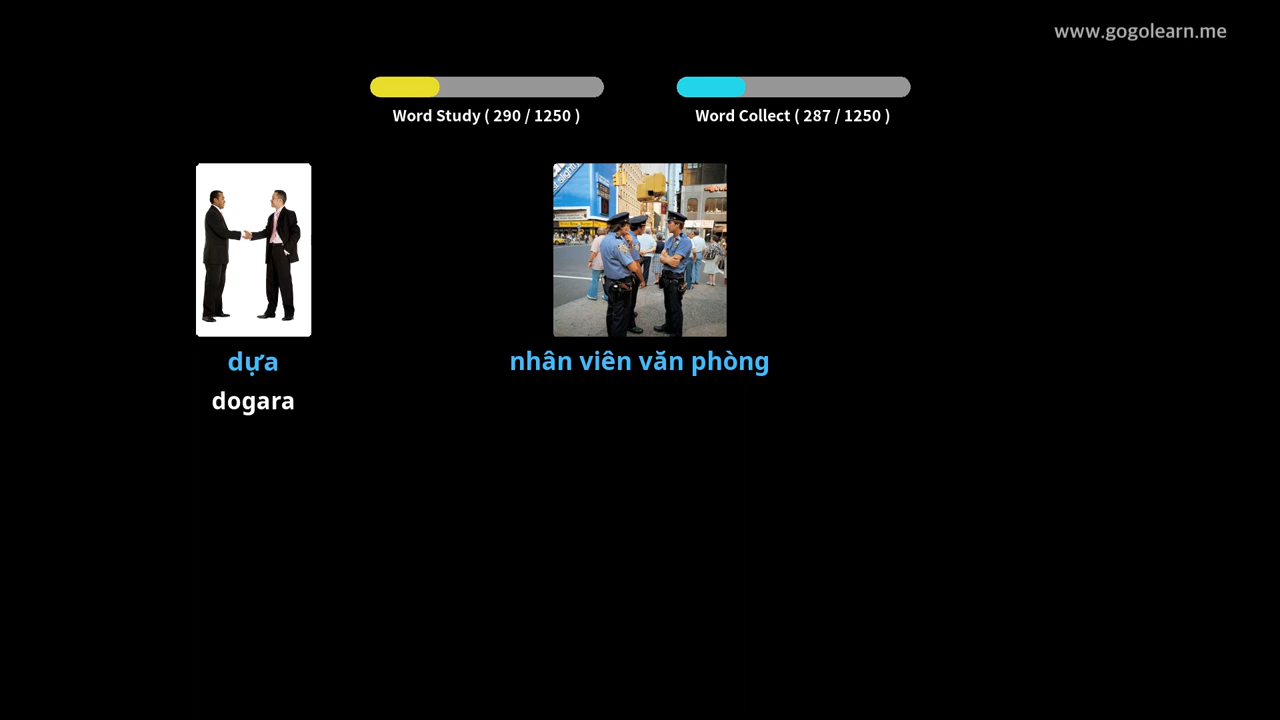 www.gogolearn.me
Word Study ( 290 / 1250 )
Word Collect ( 287 / 1250 )
dựa
nhân viên văn phòng
dogara